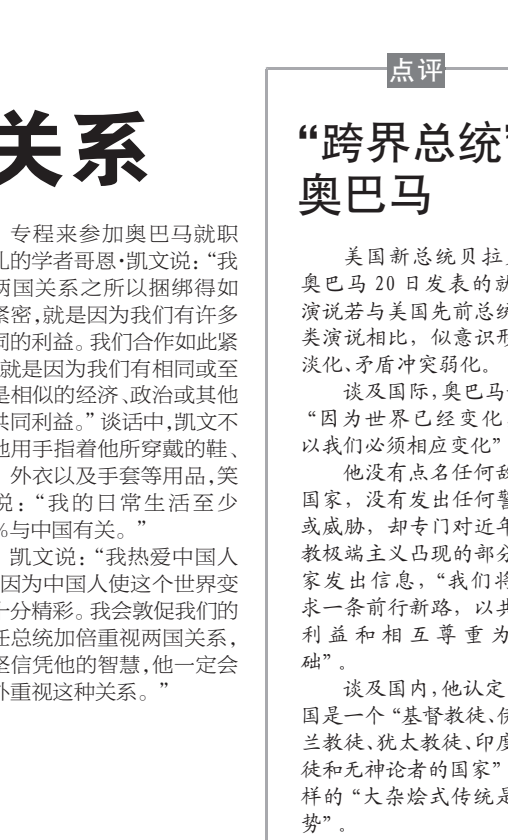 关系
专程来参加奥巴马就职
礼的学者哥恩·凯文说：“我
两国关系之所以捆绑得如
紧密，就是因为我们有许多
同的利益。我们合作如此紧
就是因为我们有相同或至
是相似的经济、政治或其他
共同利益。”谈话中，凯文不
地用手指着他所穿戴的鞋、
外衣以及手套等用品，笑
说：“我的日常生活至少
%与中国有关。”
凯文说：“我热爱中国人
因为中国人使这个世界变
十分精彩。我会敦促我们的
任总统加倍重视两国关系，
坚信凭他的智慧，他一定会
外重视这种关系。”
点评
“跨界总统”
奥巴马
美国新总统贝拉
奥巴马20日发表的就
演说若与美国先前总统
类演说相比，似意识形
淡化、矛盾冲突弱化。
谈及国际，奥巴马
“因为世界已经变化，
以我们必须相应变化”
他没有点名任何敌
国家，没有发出任何警
或威胁，却专门对近年
教极端主义凸现的部分
家发出信息，“我们将
求一条前行新路，以共
利益和相互尊重为
础”。
谈及国内，他认定
国是一个“基督教徒、伊
兰教徒、犹太教徒、印度
徒和无神论者的国家”
样的“大杂烩式传统是
势”。